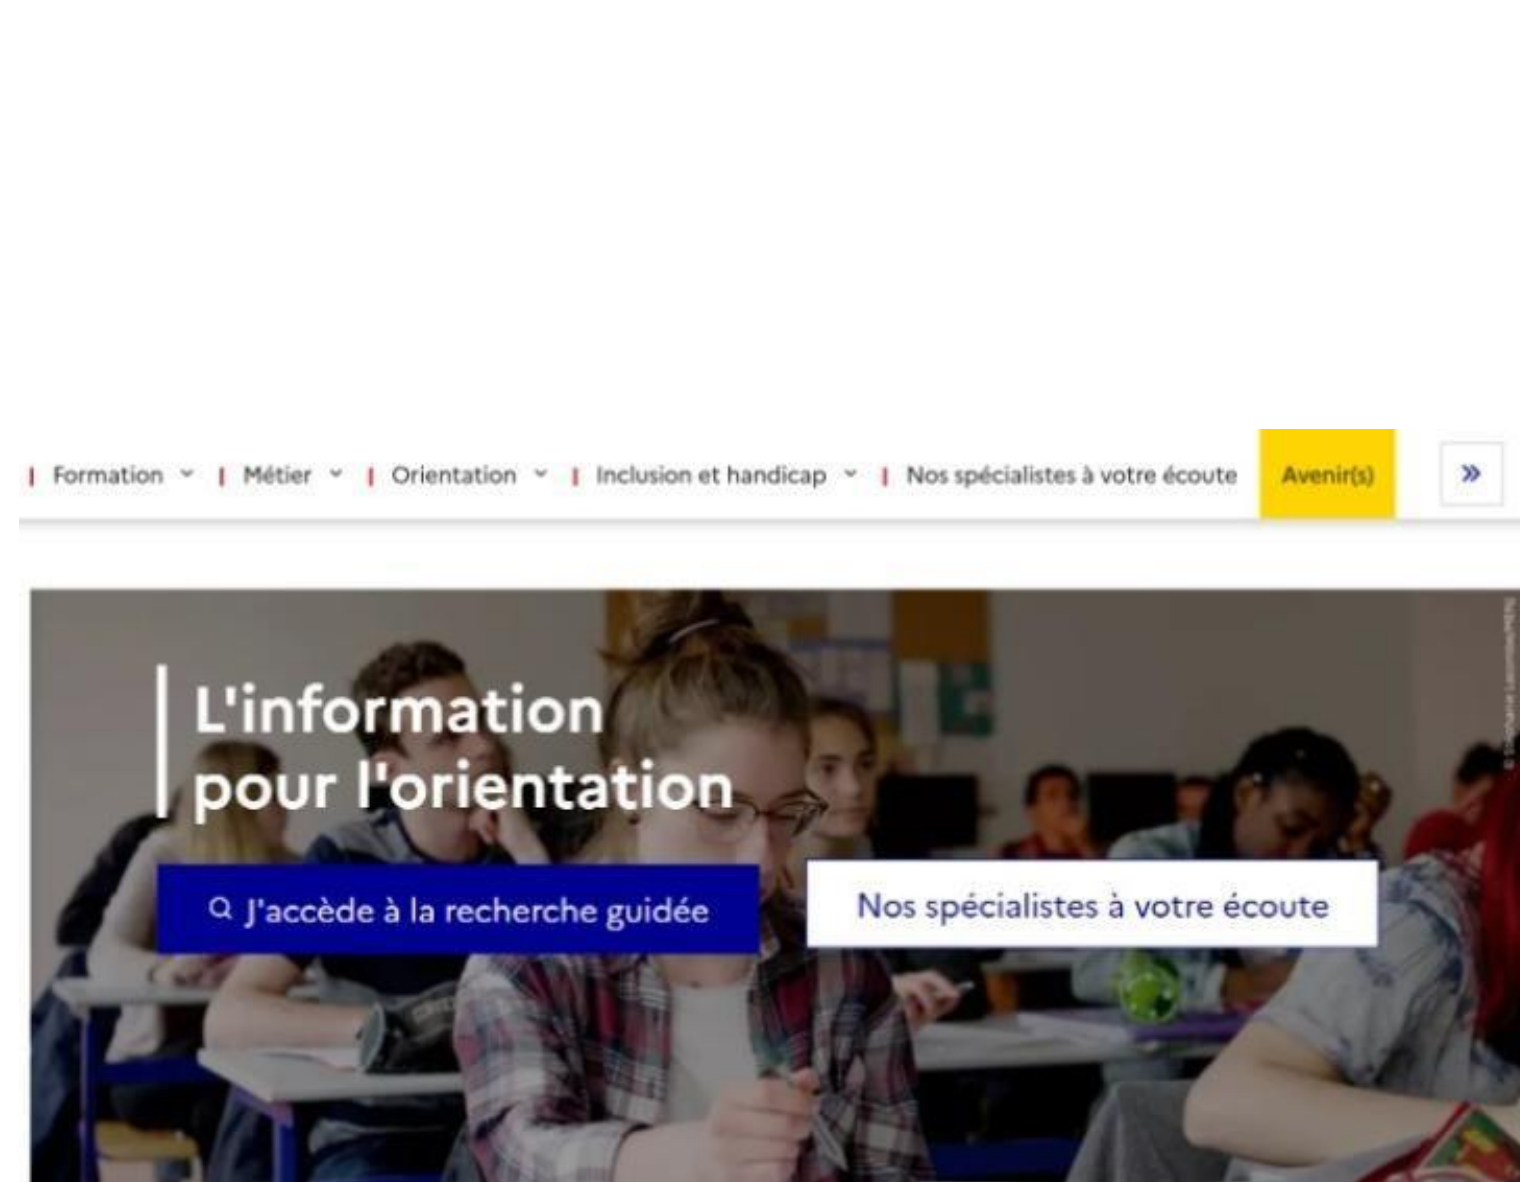 Formation
Métier
Orientation
Inclusion et handicap
Nos spécialistes à votre écoute
Avenir(s)
»
L'information
pour l'orientation
J'accède à la recherche guidée
Nos spécialistes à votre écoute